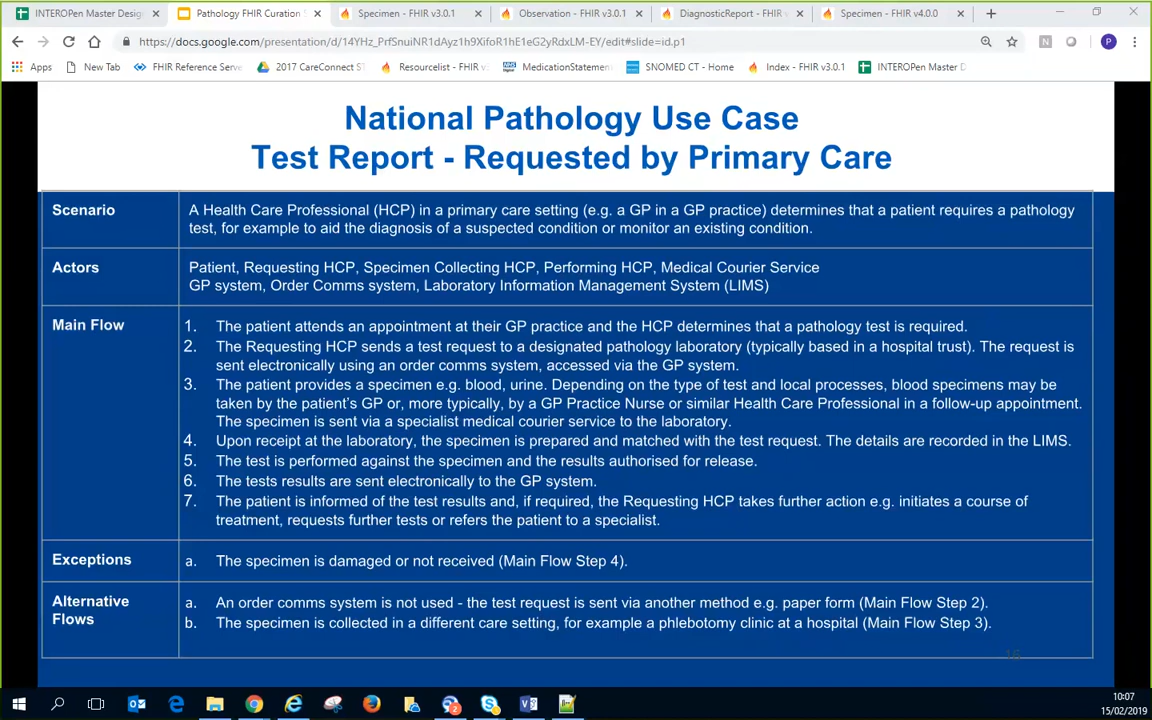 INTEROPen Master Desig
Pathology FHIR Curation
Specimen - FHIR v3.0.1
Observation - FHIR v3.0.1
DiagnosticReport - FHIR v
Specimen - FHIR v4.0.0
https://docs.google.com/presentation/d/14YHz_PrfSnuiNR1dAyz1h9XifoR1hE1eG2yRdxLM-EY/edit#slide=id.p1
Apps
New Tab
FHIR Reference Serve
2017 CareConnect ST
Resourcelist - FHIR v
MedicationStatemen
SNOMED CT - Home
Index - FHIR v3.0.1
INTEROPen Master D
National Pathology Use Case
Test Report - Requested by Primary Care
Scenario
A Health Care Professional (HCP) in a primary care setting (e.g. a GP in a GP practice) determines that a patient requires a pathology
test, for example to aid the diagnosis of a suspected condition or monitor an existing condition.
Actors
Patient, Requesting HCP, Specimen Collecting HCP, Performing HCP, Medical Courier Service
GP system, Order Comms system, Laboratory Information Management System (LIMS)
Main Flow
1. The patient attends an appointment at their GP practice and the HCP determines that a pathology test is required.
2. The Requesting HCP sends a test request to a designated pathology laboratory (typically based in a hospital trust). The request is
sent electronically using an order comms system, accessed via the GP system.
3. The patient provides a specimen e.g. blood, urine. Depending on the type of test and local processes, blood specimens may be
taken by the patient's GP or, more typically, by a GP Practice Nurse or similar Health Care Professional in a follow-up appointment.
The specimen is sent via a specialist medical courier service to the laboratory.
4. Upon receipt at the laboratory, the specimen is prepared and matched with the test request. The details are recorded in the LIMS.
5. The test is performed against the specimen and the results authorised for release.
6. The tests results are sent electronically to the GP system.
7. The patient is informed of the test results and, if required, the Requesting HCP takes further action e.g. initiates a course of
treatment, requests further tests or refers the patient to a specialist.
Exceptions
a. The specimen is damaged or not received (Main Flow Step 4).
Alternative
Flows
a. An order comms system is not used - the test request is sent via another method e.g. paper form (Main Flow Step 2).
b. The specimen is collected in a different care setting, for example a phlebotomy clinic at a hospital (Main Flow Step 3).
10:07
15/02/2019